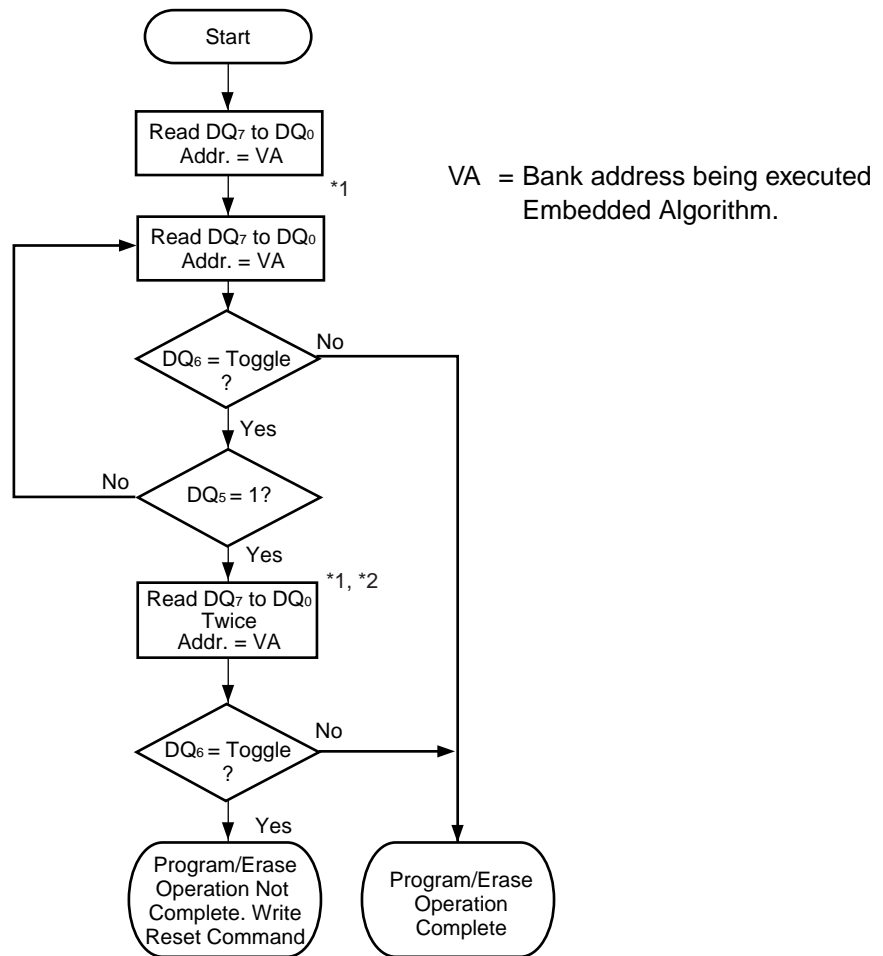 Start
Read DQ7 to DQ0
Addr. = VA
VA = Bank address being executed
Embedded Algorithm.
*1
Read DQ7 to DQ0
Addr. = VA
No
DQ6 = Toggle
?
Yes
No
DQ5 = 1?
Yes
*1, *2
Read DQ7 to DQ0
Twice
Addr. = VA
No
DQ6 = Toggle
?
Yes
Program/Erase
Operation Not
Complete. Write
Reset Command
Program/Erase
Operation
Complete